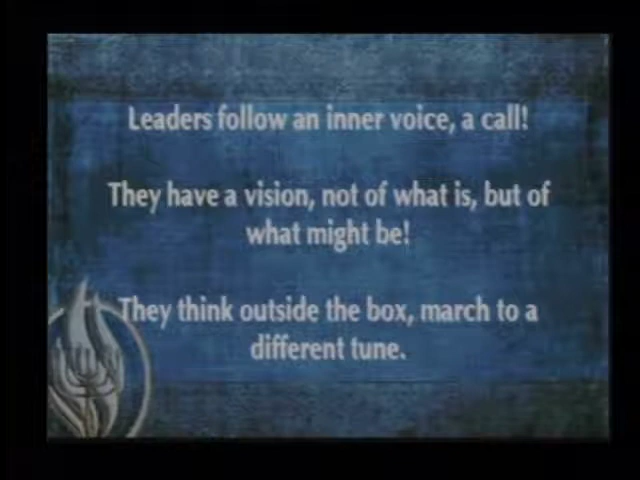 Leaders follow an inner voice, a call!
They have a vision, not of what is, but of
what might be!
They think outside the box, march to a
different tune.